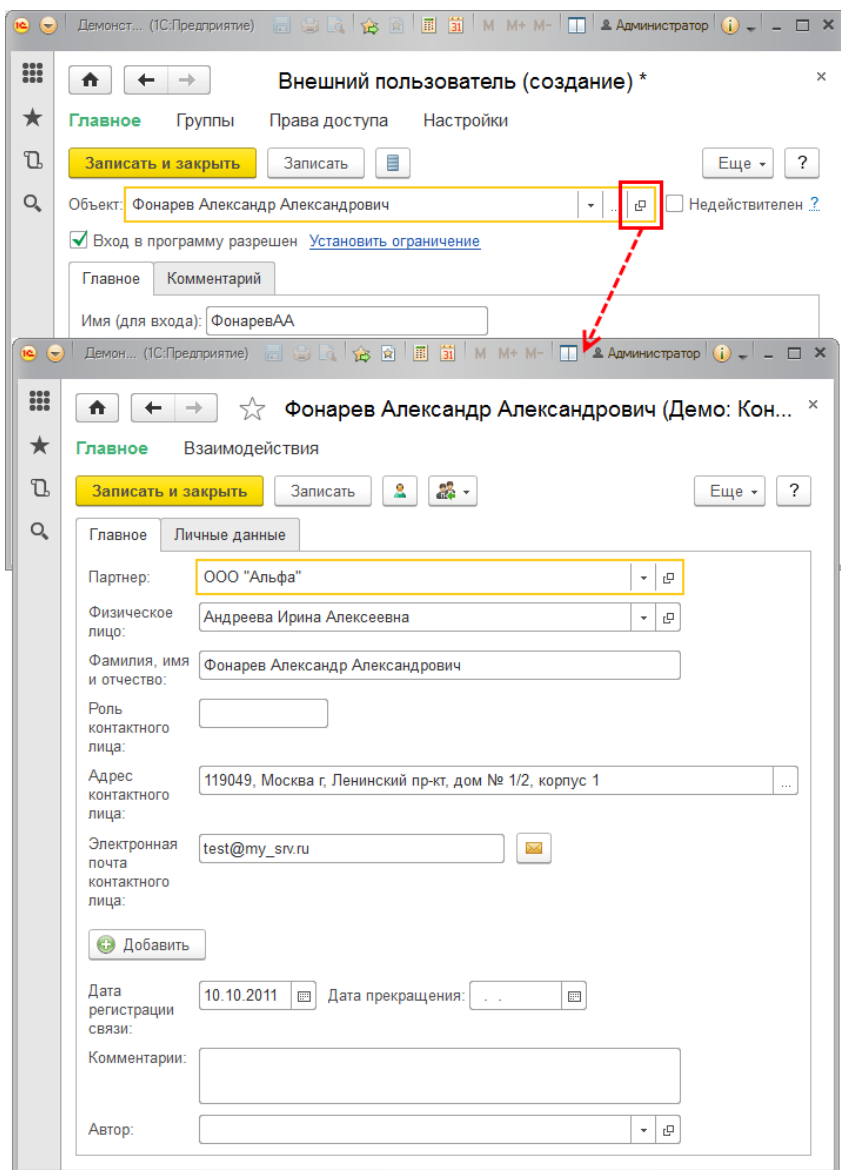 Демонст... (1С:Предприятие) M M+ M- Администратор
Внешний пользователь (создание) *
Главное Группы Права доступа Настройки
Записать и закрыть Записать Еще ?
Объект: Фонарев Александр Александрович ... Недействителен ?
Вход в программу разрешен Установить ограничение
Главное Комментарий
Имя (для входа): ФонаревАА
Демон... (1С:Предприятие) 31 M M+ M- Администратор
Фонарев Александр Александрович (Демо: Кон...
Главное Взаимодействия
Записать и закрыть Записать Еще ?
Главное Личные данные
Партнер: ООО "Альфа"
Физическое
лицо: Андреева Ирина Алексеевна
Фамилия, имя
и отчество: Фонарев Александр Александрович
Роль
контактного
лица:
Адрес
контактного
лица: 119049, Москва г, Ленинский пр-кт, дом № 1/2, корпус 1 ...
Электронная
почта
контактного
лица: test@my_srv.ru
Добавить
Дата
регистрации
связи: 10.10.2011 Дата прекращения: . .
Комментарии:
Автор: